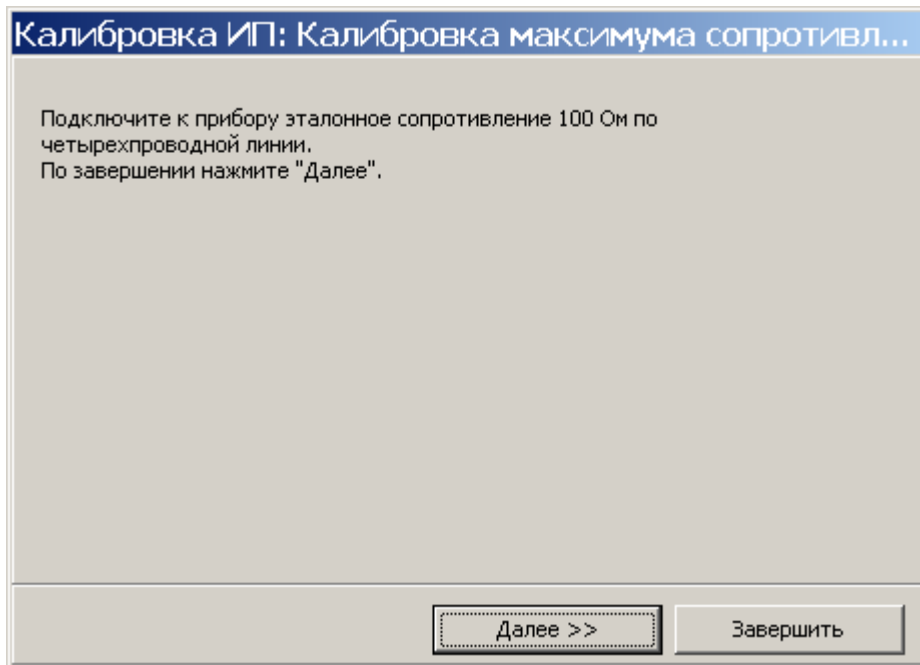 Калибровка ИП: Калибровка максимума сопротивл...
Подключите к прибору эталонное сопротивление 100 Ом по
четырехпроводной линии.
По завершении нажмите "Далее".
Далее >>
Завершить